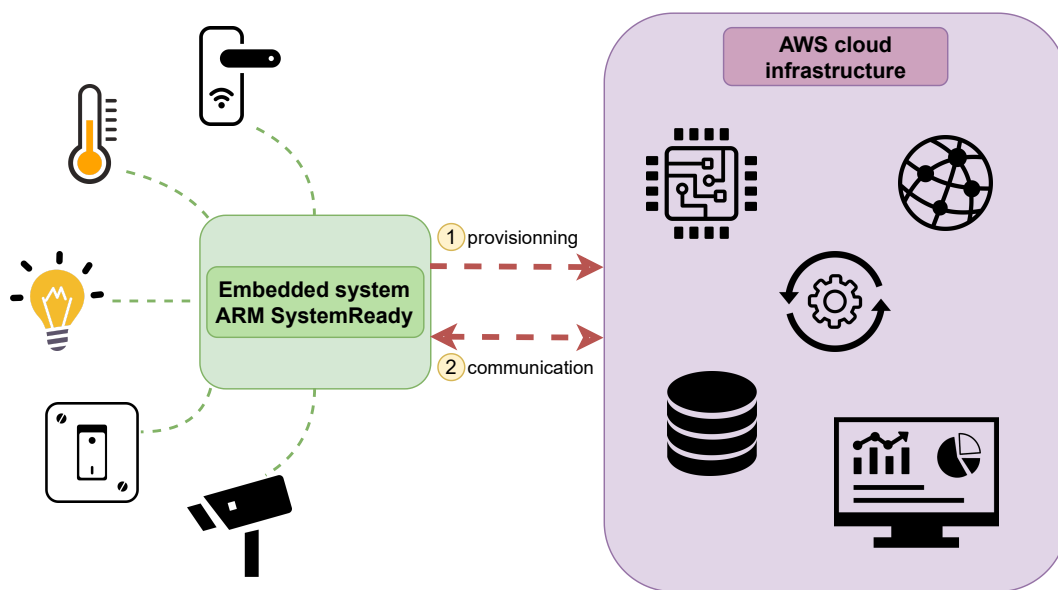 AWS cloud
infrastructure
1 provisionning
Embedded system
ARM SystemReady
2 communication